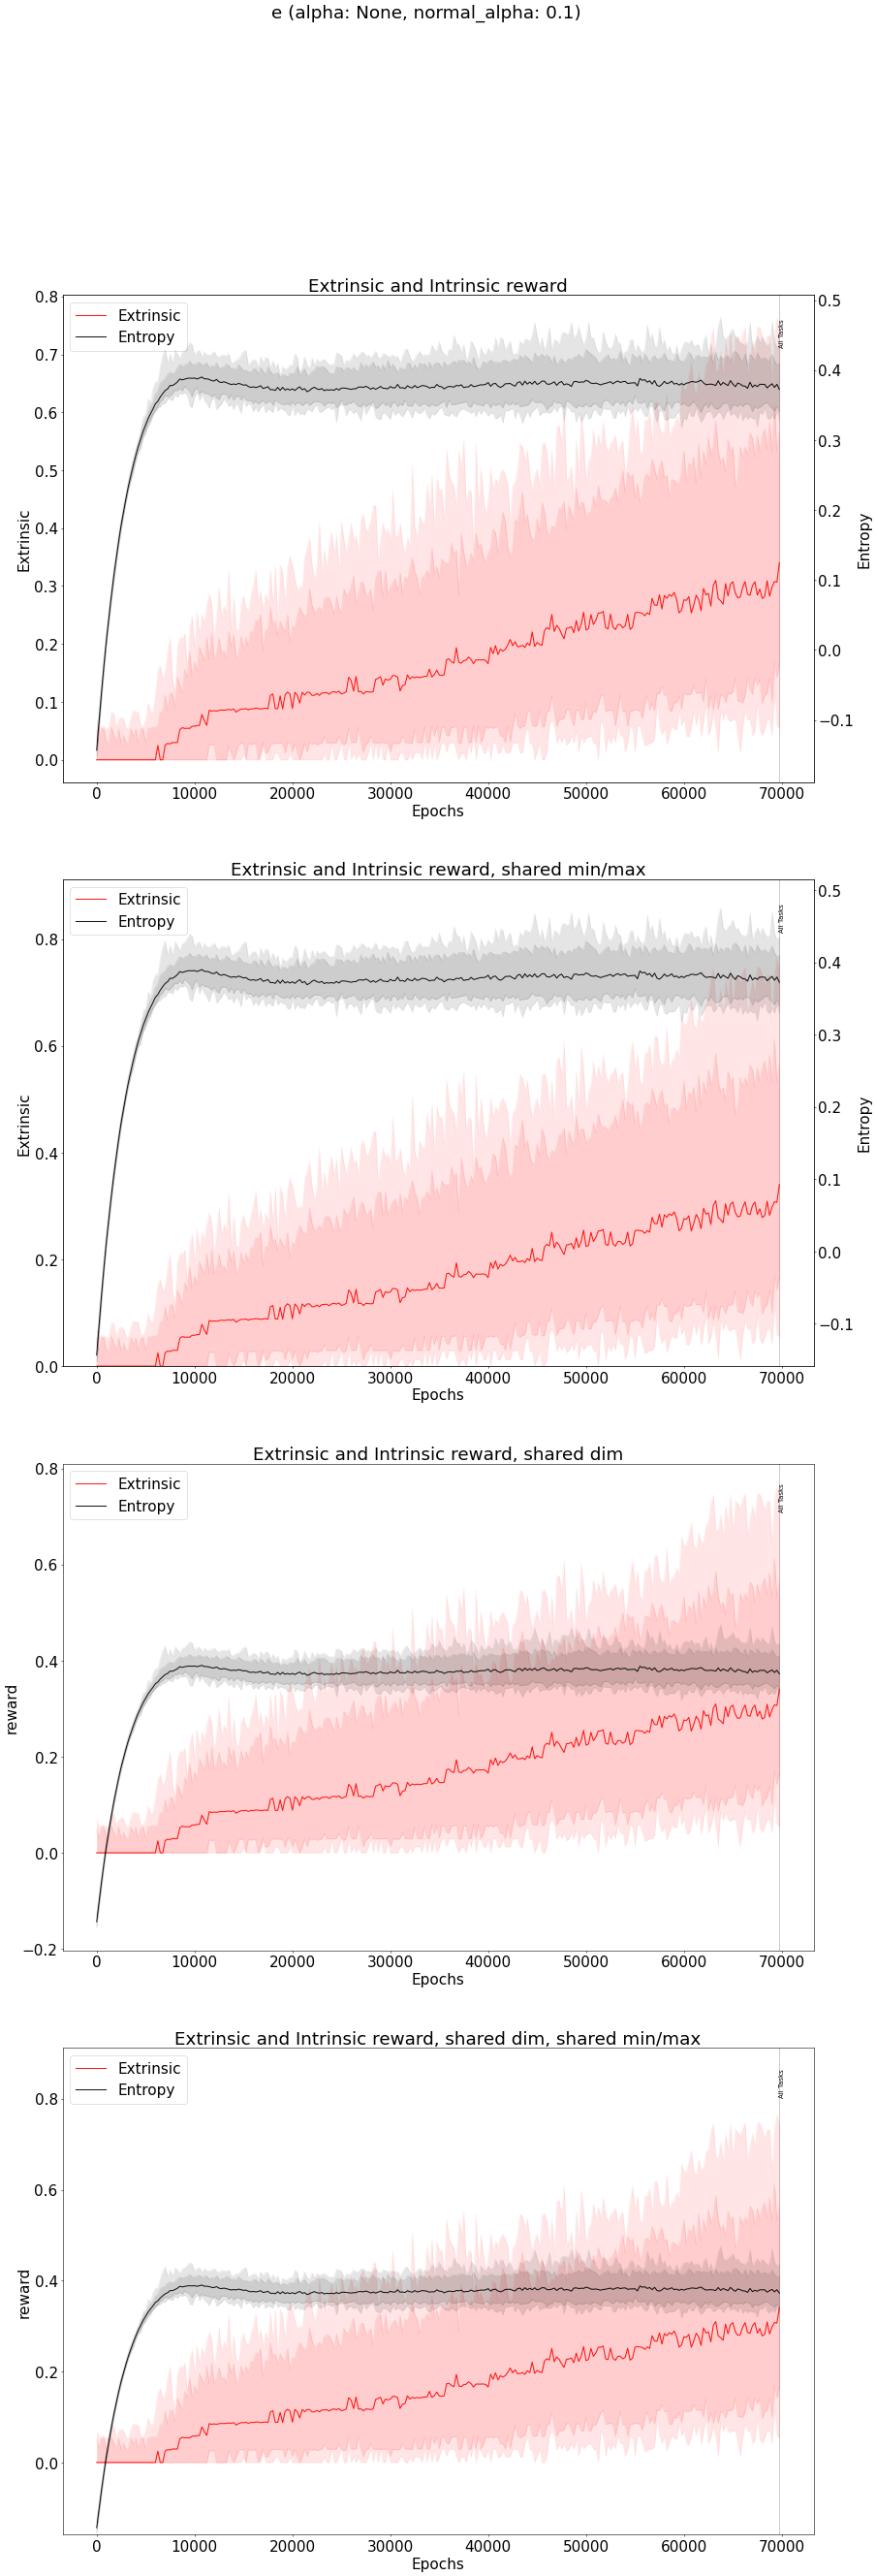 e (alpha: None, normal_alpha: 0.1)
Extrinsic and Intrinsic reward
Extrinsic
Entropy
All Tasks
0.8
0.7
0.6
0.5
0.4
0.3
0.2
0.1
0.0
Extrinsic
0.5
0.4
0.3
0.2
0.1
0.0
−0.1
Entropy
0 10000 20000 30000 40000 50000 60000 70000
Epochs
Extrinsic and Intrinsic reward, shared min/max
Extrinsic
Entropy
All Tasks
0.8
0.6
0.4
0.2
0.0
Extrinsic
0.5
0.4
0.3
0.2
0.1
0.0
−0.1
Entropy
0 10000 20000 30000 40000 50000 60000 70000
Epochs
Extrinsic and Intrinsic reward, shared dim
Extrinsic
Entropy
All Tasks
0.8
0.6
0.4
0.2
0.0
−0.2
reward
0 10000 20000 30000 40000 50000 60000 70000
Epochs
Extrinsic and Intrinsic reward, shared dim, shared min/max
Extrinsic
Entropy
All Tasks
0.8
0.6
0.4
0.2
0.0
reward
0 10000 20000 30000 40000 50000 60000 70000
Epochs